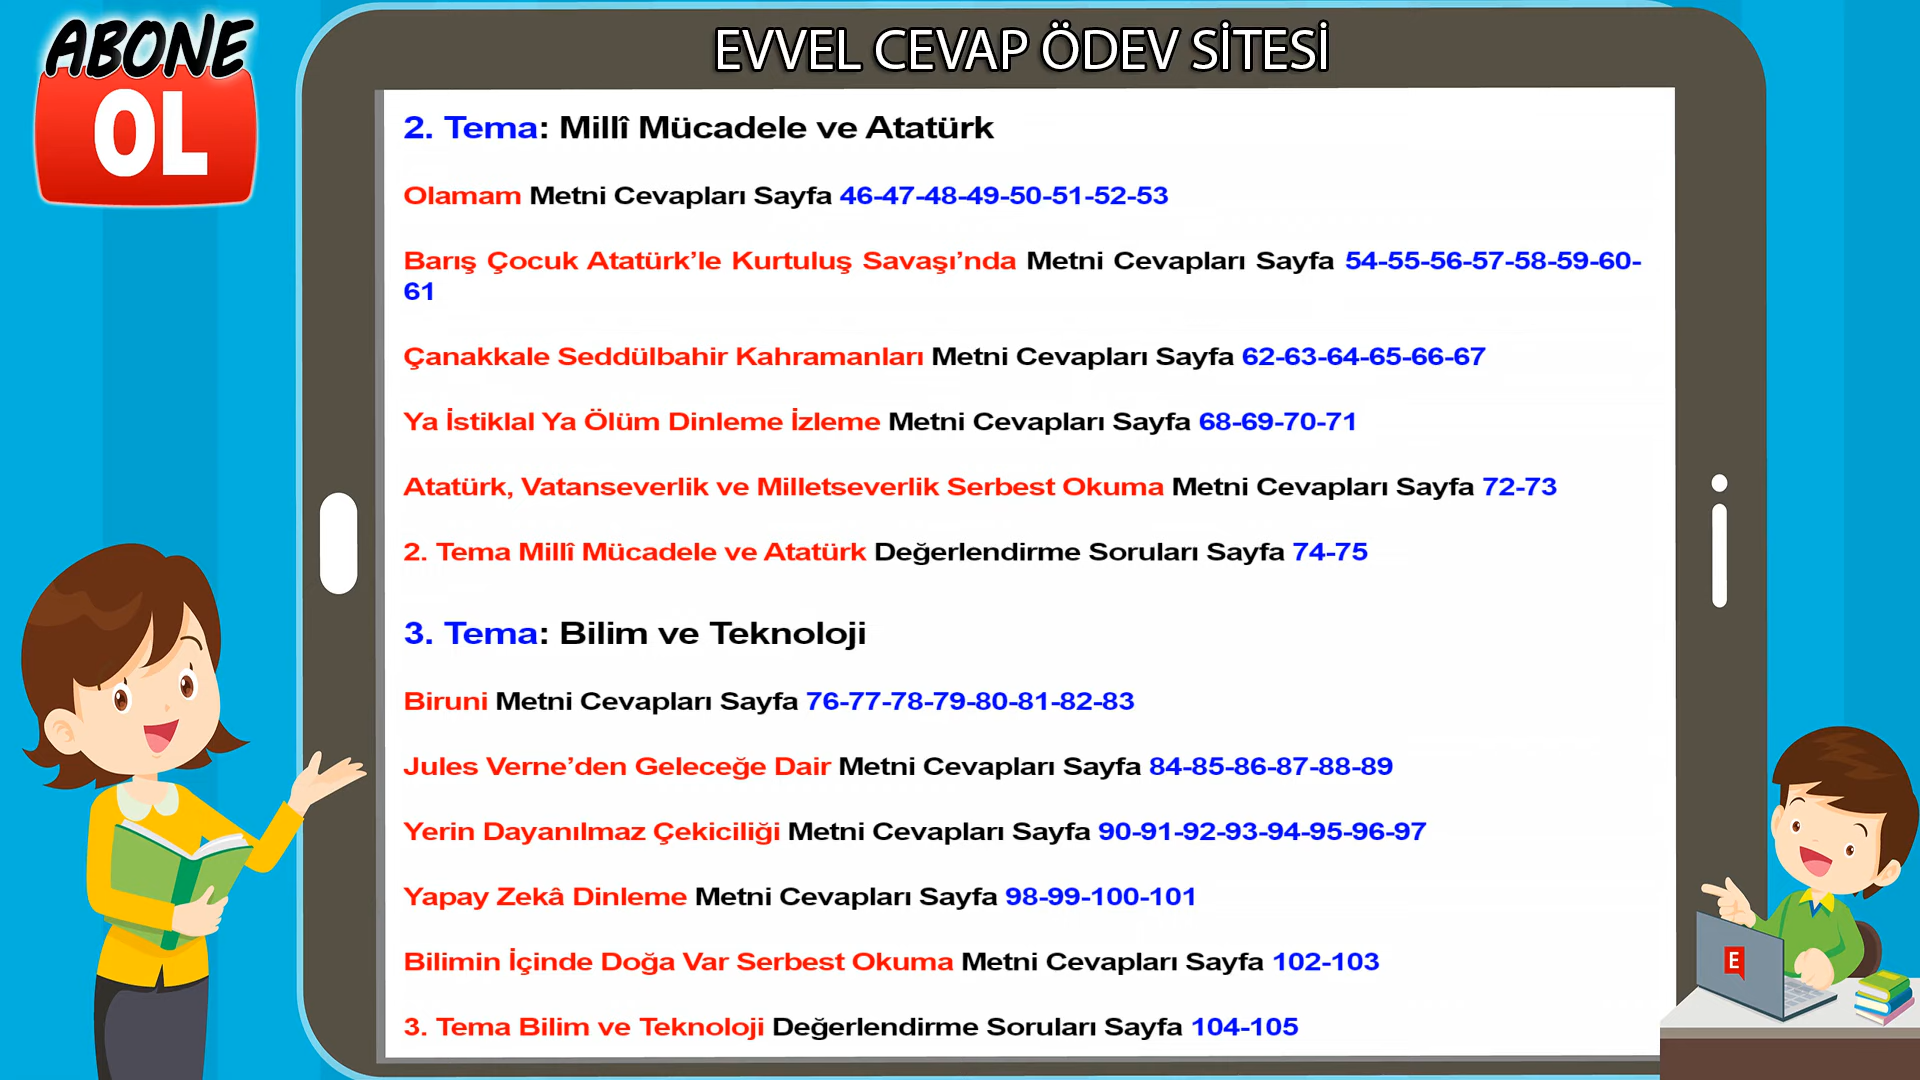 ABONE
OL
EVVEL CEVAP ÖDEV SİTESİ
2. Tema: Millî Mücadele ve Atatürk
Olamam Metni Cevapları Sayfa 46-47-48-49-50-51-52-53
Barış Çocuk Atatürk’le Kurtuluş Savaşı’nda Metni Cevapları Sayfa 54-55-56-57-58-59-60-
61
Çanakkale Seddülbahir Kahramanları Metni Cevapları Sayfa 62-63-64-65-66-67
Ya İstiklal Ya Ölüm Dinleme İzleme Metni Cevapları Sayfa 68-69-70-71
Atatürk, Vatanseverlik ve Milletseverlik Serbest Okuma Metni Cevapları Sayfa 72-73
2. Tema Millî Mücadele ve Atatürk Değerlendirme Soruları Sayfa 74-75
3. Tema: Bilim ve Teknoloji
Biruni Metni Cevapları Sayfa 76-77-78-79-80-81-82-83
Jules Verne’den Geleceğe Dair Metni Cevapları Sayfa 84-85-86-87-88-89
Yerin Dayanılmaz Çekiciliği Metni Cevapları Sayfa 90-91-92-93-94-95-96-97
Yapay Zekâ Dinleme Metni Cevapları Sayfa 98-99-100-101
Bilimin İçinde Doğa Var Serbest Okuma Metni Cevapları Sayfa 102-103
3. Tema Bilim ve Teknoloji Değerlendirme Soruları Sayfa 104-105
E